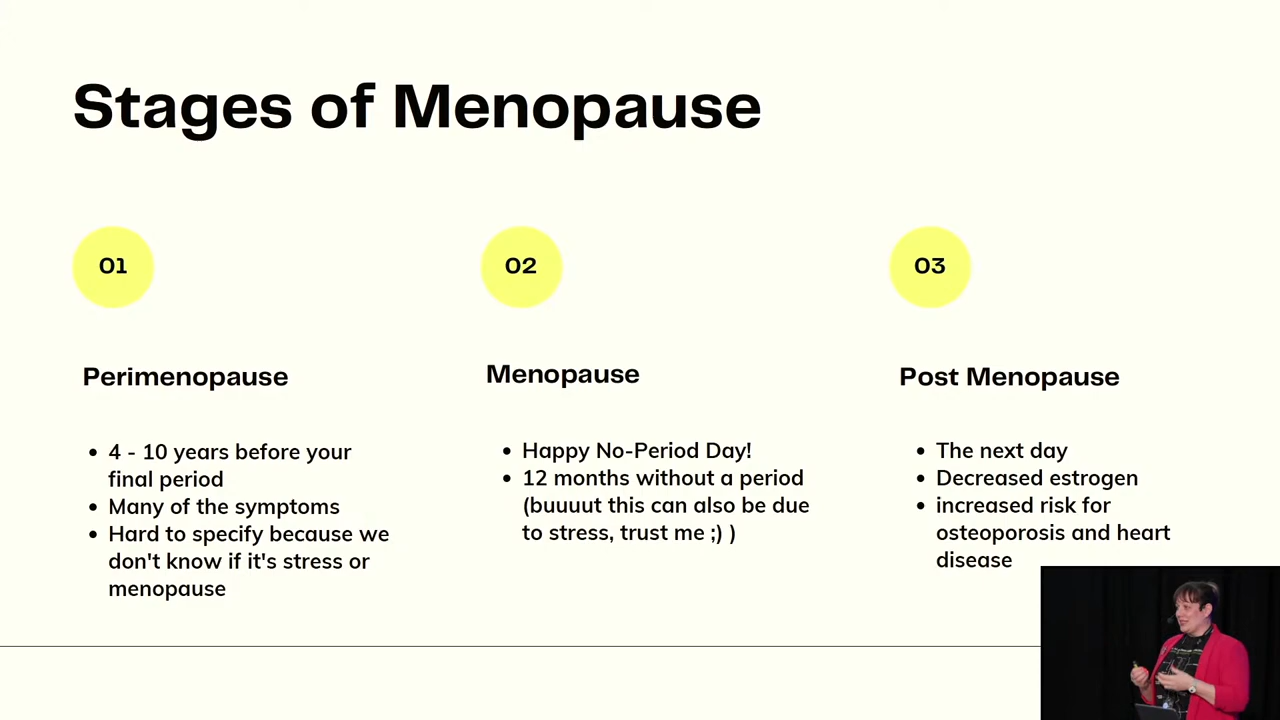 Stages of Menopause
01
Perimenopause
• 4 - 10 years before your
final period
• Many of the symptoms
• Hard to specify because we
don't know if it's stress or
menopause
02
Menopause
• Happy No-Period Day!
• 12 months without a period
(buuuut this can also be due
to stress, trust me ;) )
03
Post Menopause
• The next day
• Decreased estrogen
• increased risk for
osteoporosis and heart
disease